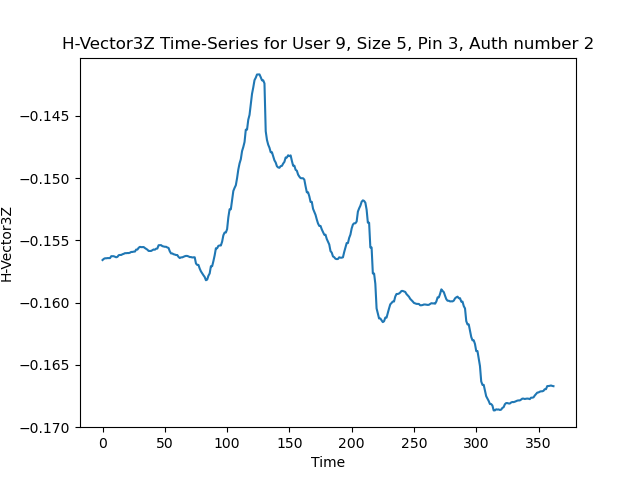 H-Vector3Z Time-Series for User 9, Size 5, Pin 3, Auth number 2
H-Vector3Z
−0.145
−0.150
−0.155
−0.160
−0.165
−0.170
0 50 100 150 200 250 300 350
Time